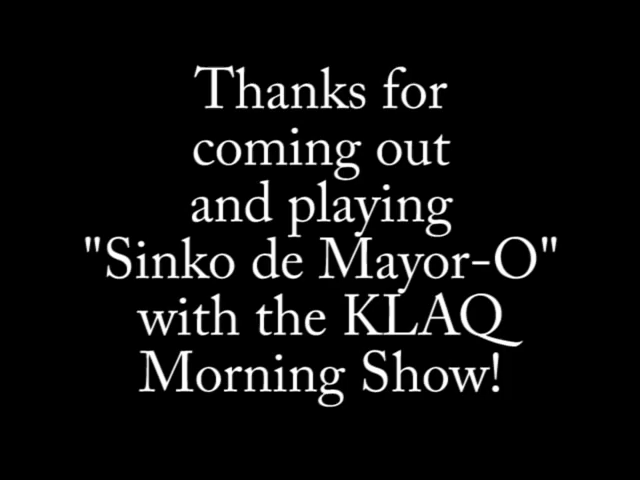 Thanks for
coming out
and playing
"Sinko de Mayor-O"
with the KLAQ
Morning Show!